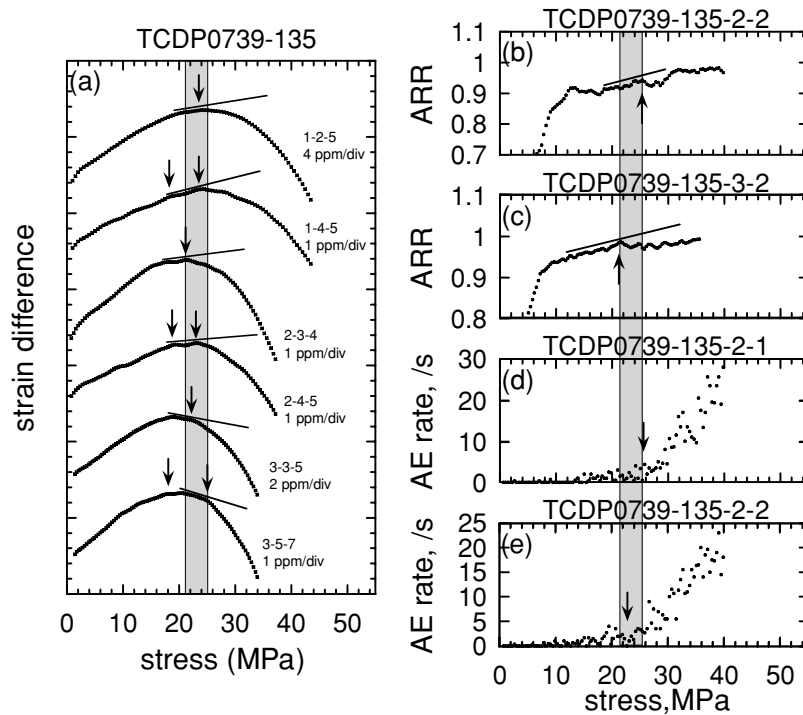 TCDP0739-135
(a)
1-2-5
4 ppm/div
1-4-5
1 ppm/div
2-3-4
1 ppm/div
2-4-5
1 ppm/div
3-3-5
2 ppm/div
3-5-7
1 ppm/div
strain difference
0 10 20 30 40 50
stress (MPa)
TCDP0739-135-2-2
(b)
1.1
1
0.9
0.8
0.7
ARR
TCDP0739-135-3-2
(c)
1.1
1
0.9
0.8
ARR
TCDP0739-135-2-1
(d)
30
20
10
0
AE rate, /s
TCDP0739-135-2-2
(e)
25
20
15
10
5
0
AE rate, /s
0 10 20 30 40 50
stress,MPa